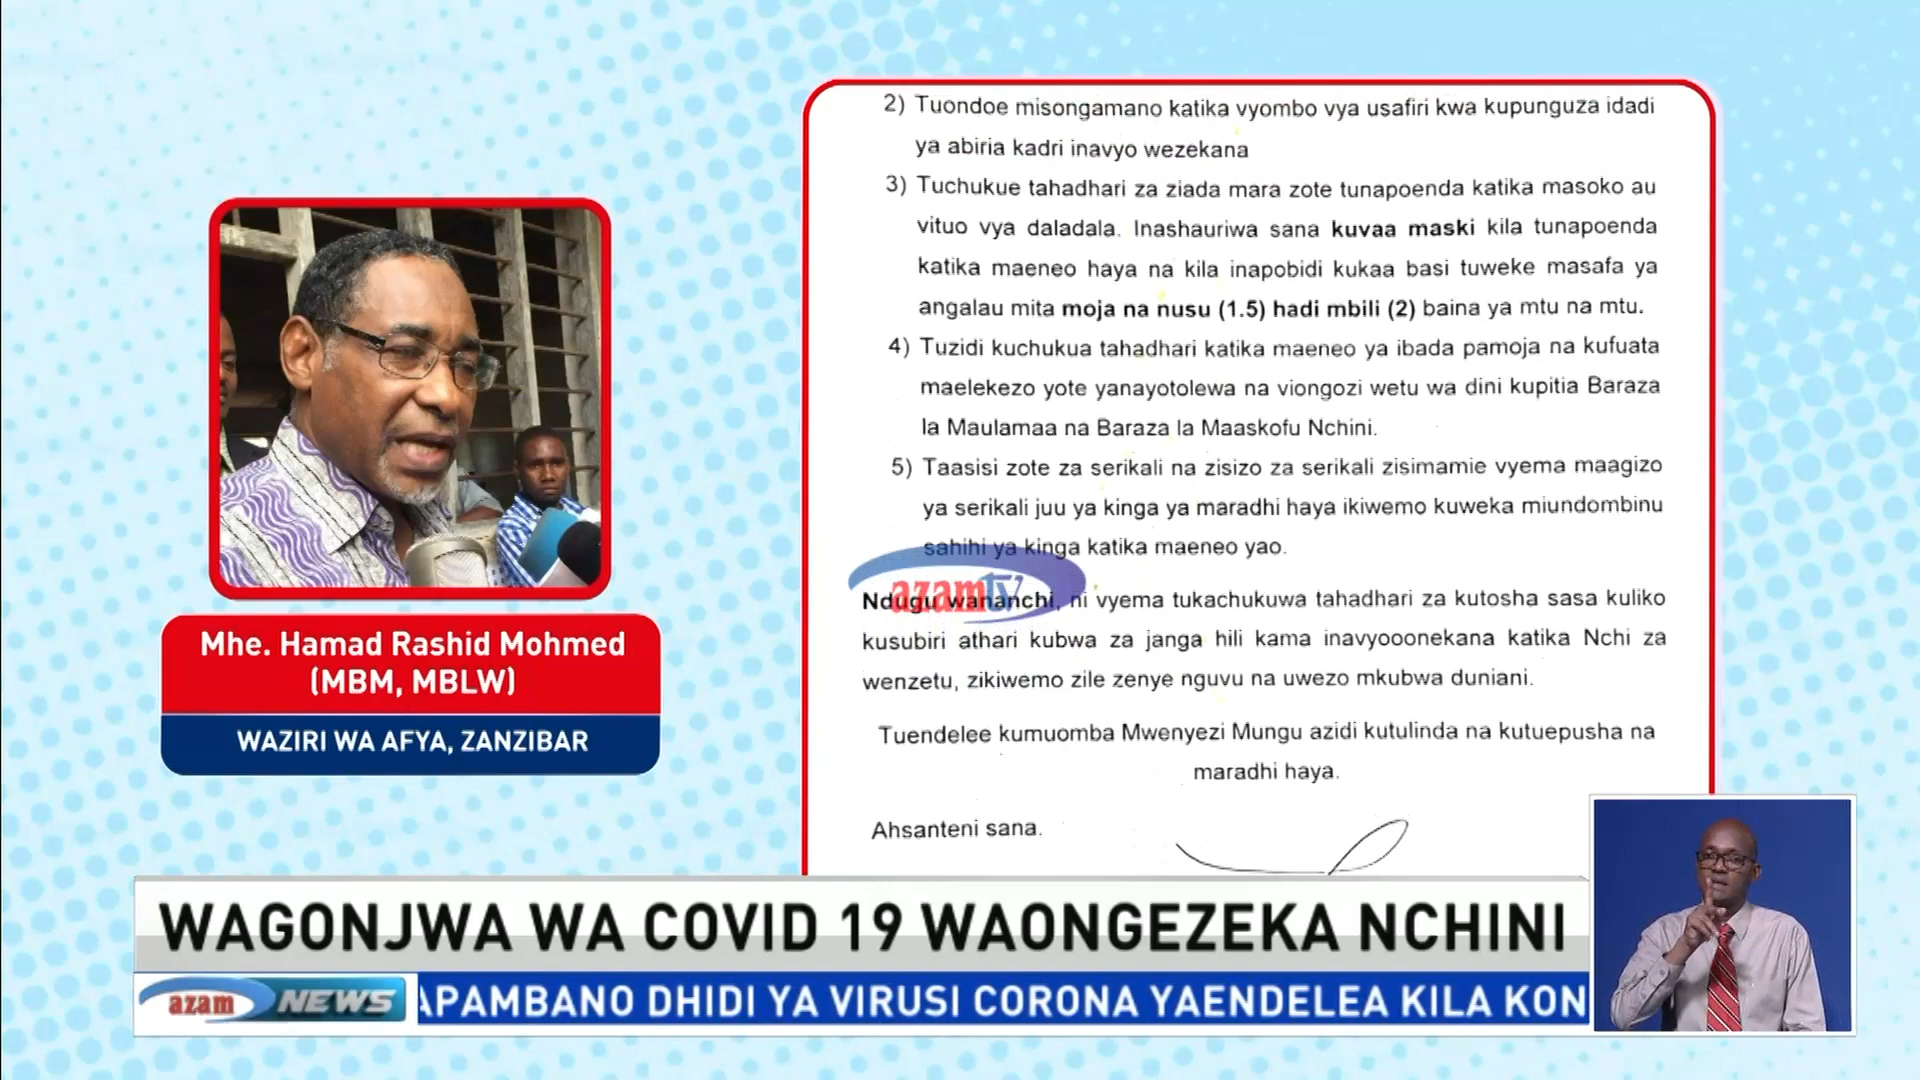 2) Tuondoe misongamano katika vyombo vya usafiri kwa kupunguza idadi
ya abiria kadri inavyo wezekana
3) Tuchukue tahadhari za ziada mara zote tunapoenda katika masoko au
vituo vya daladala. Inashauriwa sana kuvaa maski kila tunapoenda
katika maeneo haya na kila inapobidi kukaa basi tuweke masafa ya
angalau mita moja na nusu (1.5) hadi mbili (2) baina ya mtu na mtu.
4) Tuzidi kuchukua tahadhari katika maeneo ya ibada pamoja na kufuata
maelekezo yote yanayotolewa na viongozi wetu wa dini kupitia Baraza
la Maulamaa na Baraza la Maaskofu Nchini.
5) Taasisi zote za serikali na zisizo za serikali zisimamie vyema maagizo
ya serikali juu ya kinga ya maradhi haya ikiwemo kuweka miundombinu
sahihi ya kinga katika maeneo yao.
azamtv
Ndugu wananchi, ni vyema tukachukuwa tahadhari za kutosha sasa kuliko
kusubiri athari kubwa za janga hili kama inavyooonekana katika Nchi za
wenzetu, zikiwemo zile zenye nguvu na uwezo mkubwa duniani.
Tuendelee kumuomba Mwenyezi Mungu azidi kutulinda na kutuepusha na
maradhi haya.
Ahsanteni sana.
Mhe. Hamad Rashid Mohmed
(MBM, MBLW)
WAZIRI WA AFYA, ZANZIBAR
WAGONJWA WA COVID 19 WAONGEZEKA NCHINI
azam NEWS
APAMBANO DHIDI YA VIRUSI CORONA YAENDELEA KILA KON